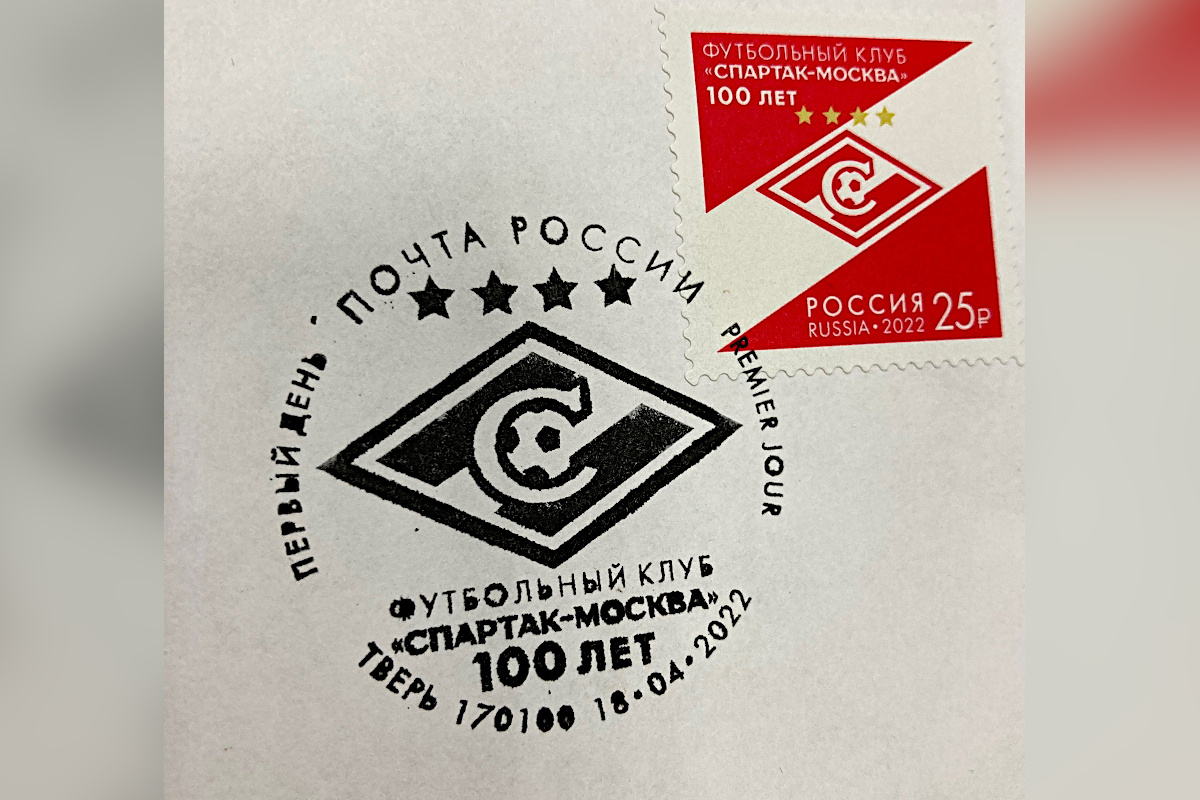 ФУТБОЛЬНЫЙ КЛУБ
«СПАРТАК-МОСКВА»
100 ЛЕТ
РОССИЯ 25₽
RUSSIA • 2022
ПОЧТА РОССИИ
ПЕРВЫЙ ДЕНЬ
PREMIER JOUR
ФУТБОЛЬНЫЙ КЛУБ
«СПАРТАК-МОСКВА»
100 ЛЕТ
ТВЕРЬ 170100 18•04•2022